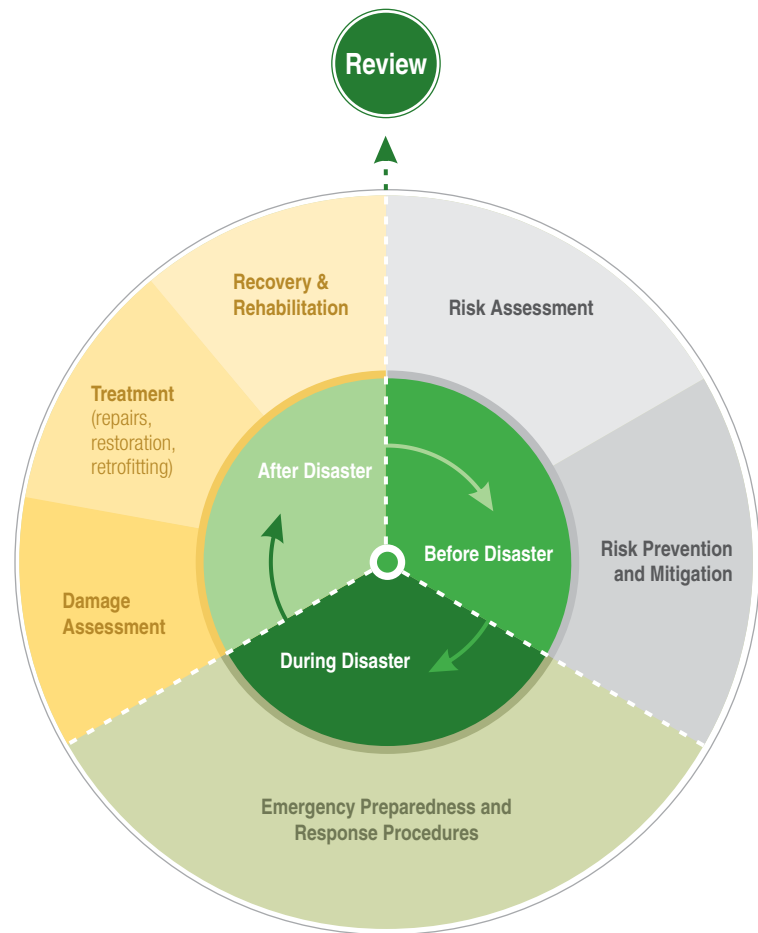 Review
Recovery &
Rehabilitation
Risk Assessment
Treatment
(repairs,
restoration,
retrofitting)
After Disaster
Before Disaster
Risk Prevention
and Mitigation
Damage
Assessment
During Disaster
Emergency Preparedness and
Response Procedures